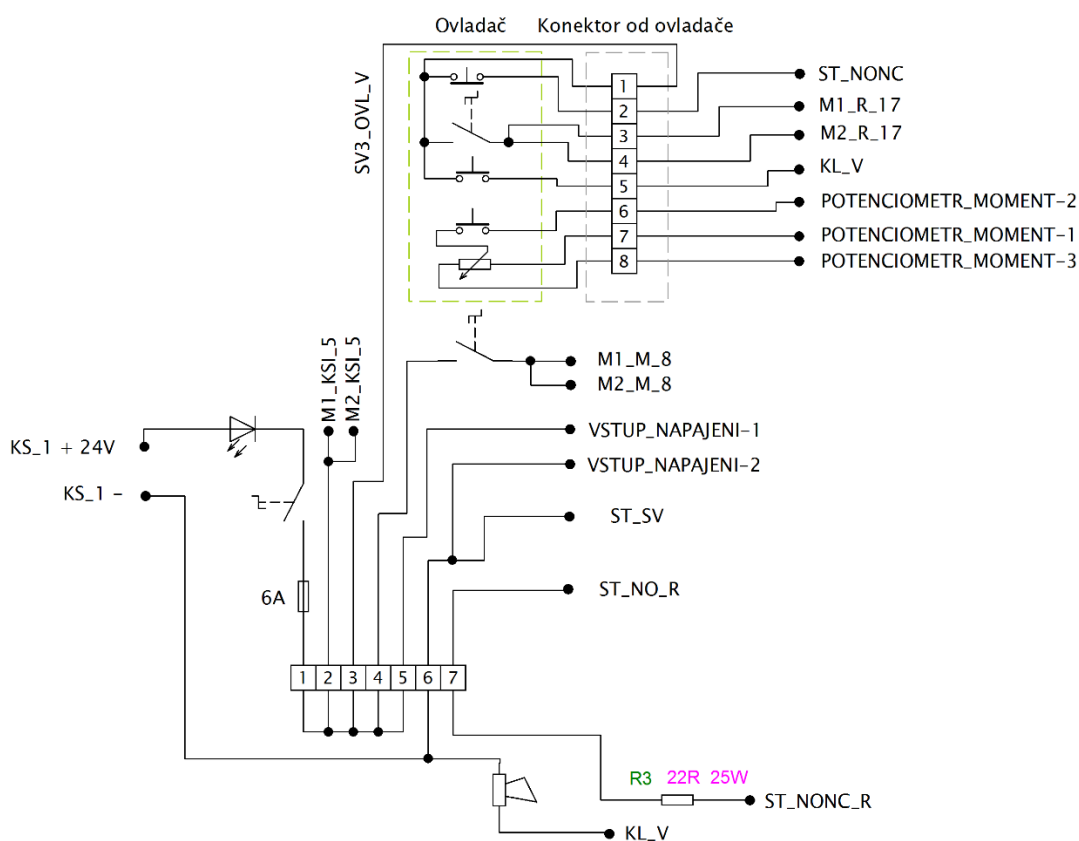 Ovladač Konektor od ovladače
SV3_OVL_V
1
2
3
4
5
6
7
8
ST_NONC
M1_R_17
M2_R_17
KL_V
POTENCIOMETR_MOMENT-2
POTENCIOMETR_MOMENT-1
POTENCIOMETR_MOMENT-3
M1_KSI_5
M2_KSI_5
M1_M_8
M2_M_8
KS_1 + 24V
KS_1 -
VSTUP_NAPAJENI-1
VSTUP_NAPAJENI-2
ST_SV
6A
ST_NO_R
1 2 3 4 5 6 7
R3 22R 25W
ST_NONC_R
KL_V